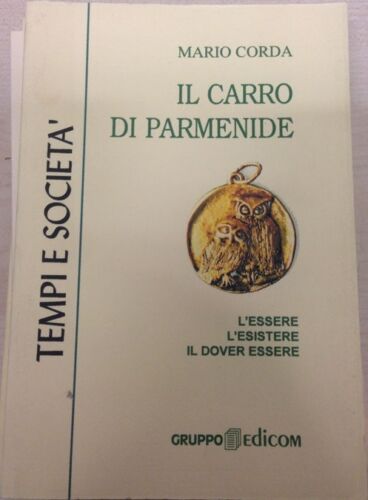 MARIO CORDA
IL CARRO
DI PARMENIDE
TEMPI E SOCIETA'
L'ESSERE
L'ESISTERE
IL DOVER ESSERE
GRUPPO Edicom